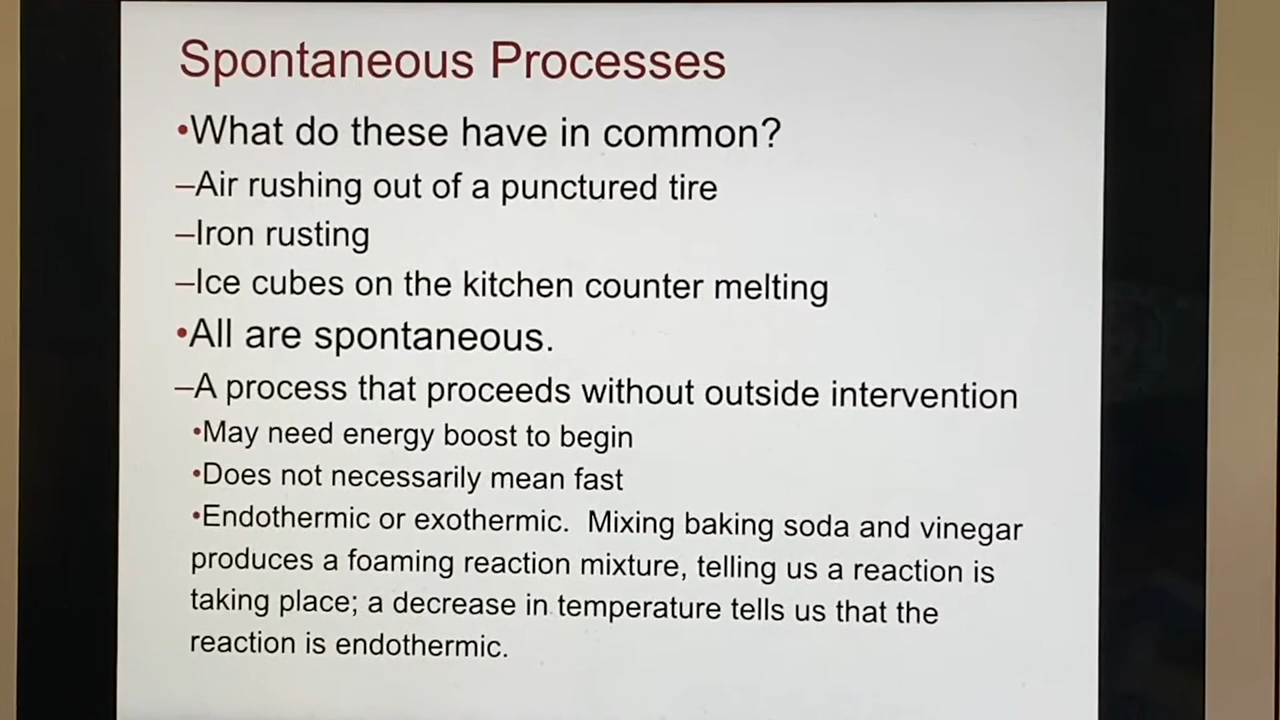 Spontaneous Processes
•What do these have in common?
–Air rushing out of a punctured tire
–Iron rusting
–Ice cubes on the kitchen counter melting
•All are spontaneous.
–A process that proceeds without outside intervention
•May need energy boost to begin
•Does not necessarily mean fast
•Endothermic or exothermic.  Mixing baking soda and vinegar
produces a foaming reaction mixture, telling us a reaction is
taking place; a decrease in temperature tells us that the
reaction is endothermic.